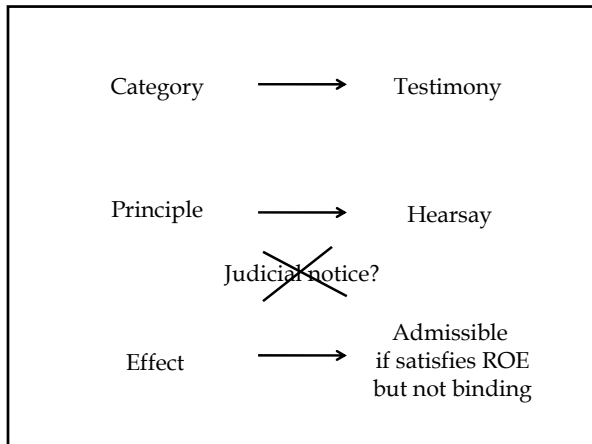 Category Testimony
Principle Hearsay
Judicial notice?
Effect Admissible
if satisfies ROE
but not binding